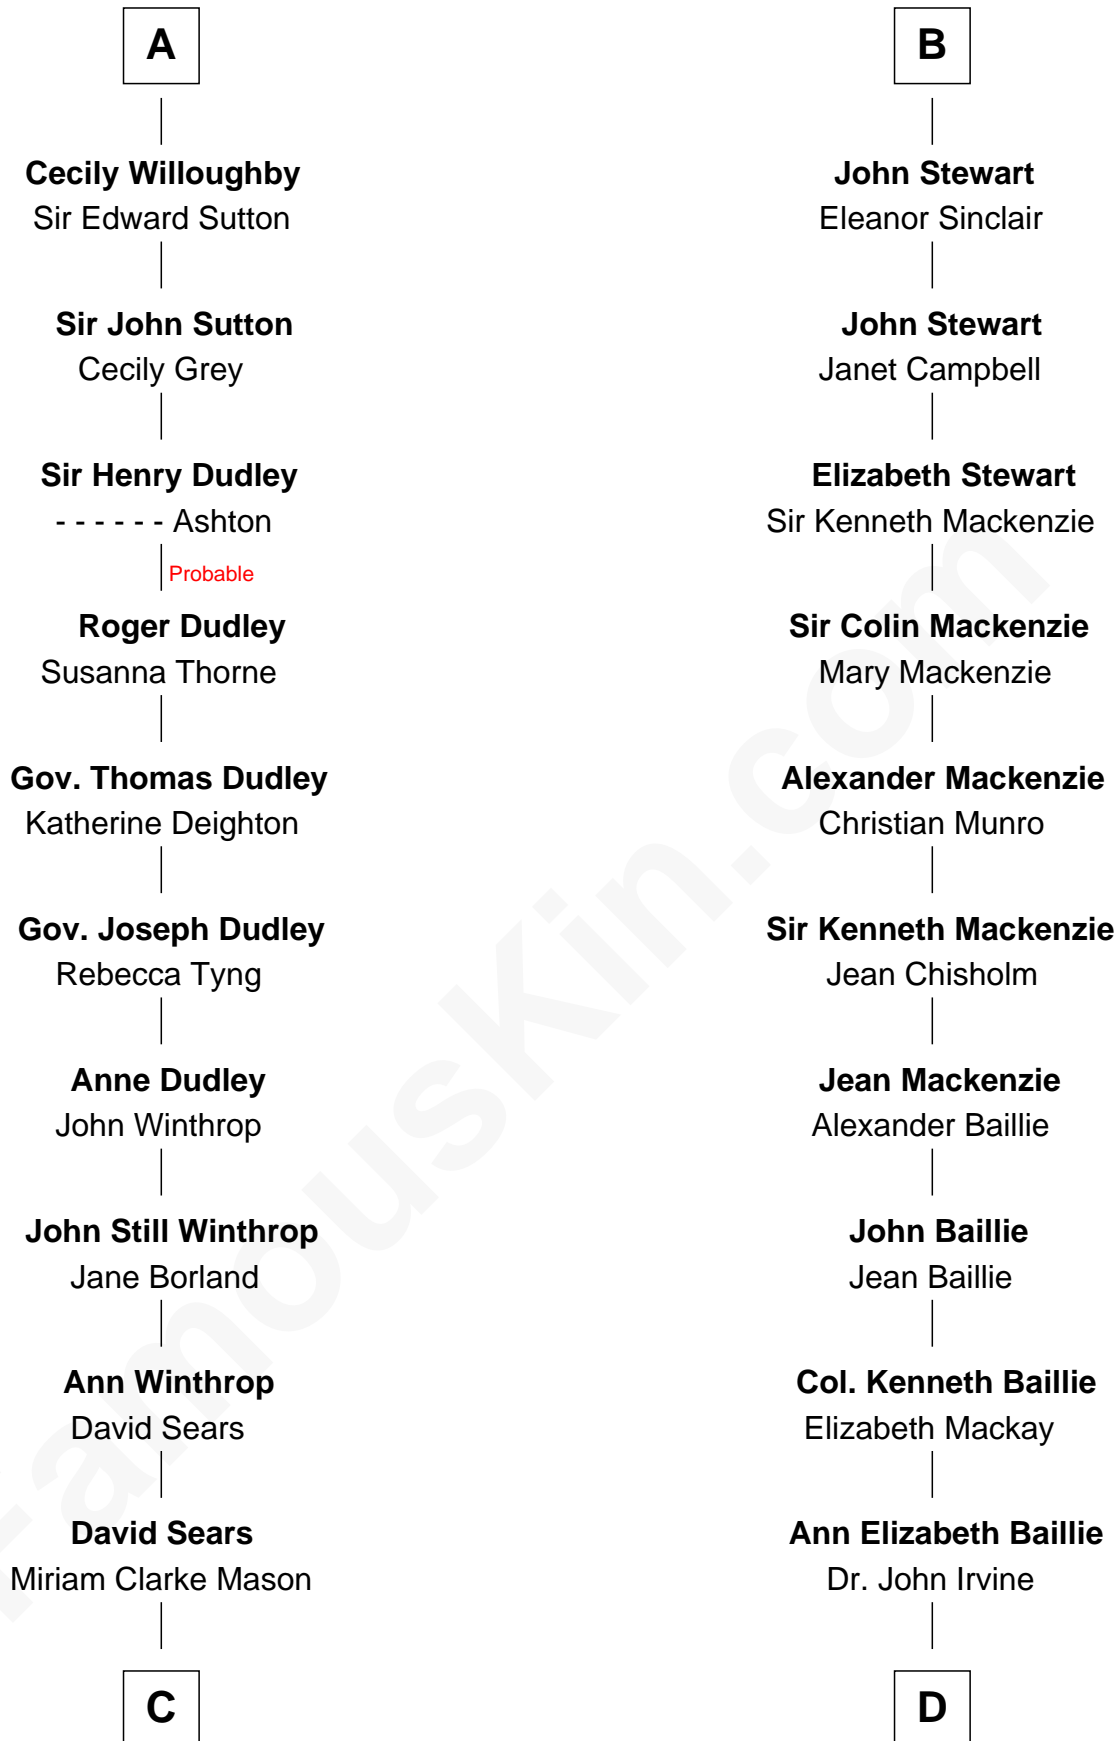 A
Cecily Willoughby
Sir Edward Sutton
Sir John Sutton
Cecily Grey
Sir Henry Dudley
- - - - - - Ashton
Probable
Roger Dudley
Susanna Thorne
Gov. Thomas Dudley
Katherine Deighton
Gov. Joseph Dudley
Rebecca Tyng
Anne Dudley
John Winthrop
John Still Winthrop
Jane Borland
Ann Winthrop
David Sears
David Sears
Miriam Clarke Mason
C
B
John Stewart
Eleanor Sinclair
John Stewart
Janet Campbell
Elizabeth Stewart
Sir Kenneth Mackenzie
Sir Colin Mackenzie
Mary Mackenzie
Alexander Mackenzie
Christian Munro
Sir Kenneth Mackenzie
Jean Chisholm
Jean Mackenzie
Alexander Baillie
John Baillie
Jean Baillie
Col. Kenneth Baillie
Elizabeth Mackay
Ann Elizabeth Baillie
Dr. John Irvine
D
FamousKin.com